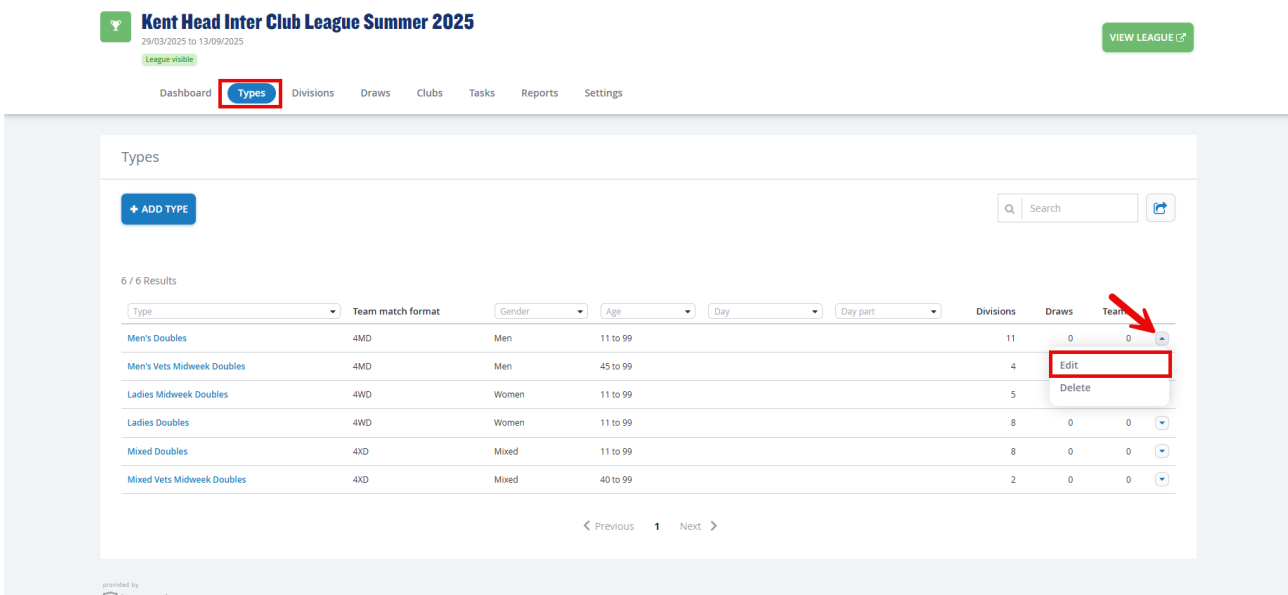 Kent Head Inter Club League Summer 2025
29/03/2025 to 13/09/2025
League visible
VIEW LEAGUE
Dashboard Types Divisions Draws Clubs Tasks Reports Settings
Types
+ ADD TYPE
Search
6 / 6 Results
Type Team match format Gender Age Day Day part Divisions Draws Team
Men's Doubles 4MD Men 11 to 99 11 0 0
Men's Vets Midweek Doubles 4MD Men 45 to 99 4
Edit
Ladies Midweek Doubles 4WD Women 11 to 99 5
Delete
Ladies Doubles 4WD Women 11 to 99 8 0 0
Mixed Doubles 4XD Mixed 11 to 99 8 0 0
Mixed Vets Midweek Doubles 4XD Mixed 40 to 99 2 0 0
Previous 1 Next
provided by